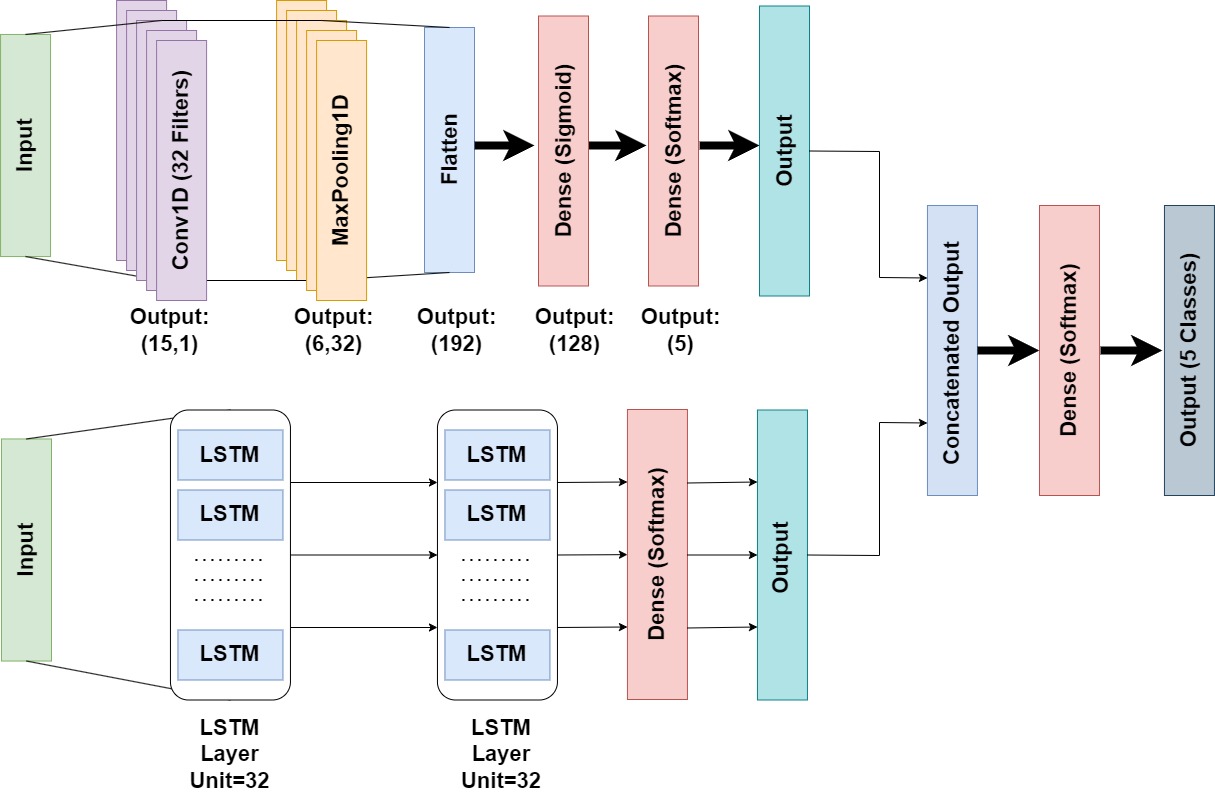 Input
Conv1D (32 Filters)
MaxPooling1D
Flatten
Dense (Sigmoid)
Dense (Softmax)
Output
Output:
(15,1)
Output:
(6,32)
Output:
(192)
Output:
(128)
Output:
(5)
Input
LSTM
LSTM
.......
.......
.......
LSTM
LSTM
Layer
Unit=32
LSTM
LSTM
.......
.......
.......
LSTM
LSTM
Layer
Unit=32
Dense (Softmax)
Output
Concatenated Output
Dense (Softmax)
Output (5 Classes)